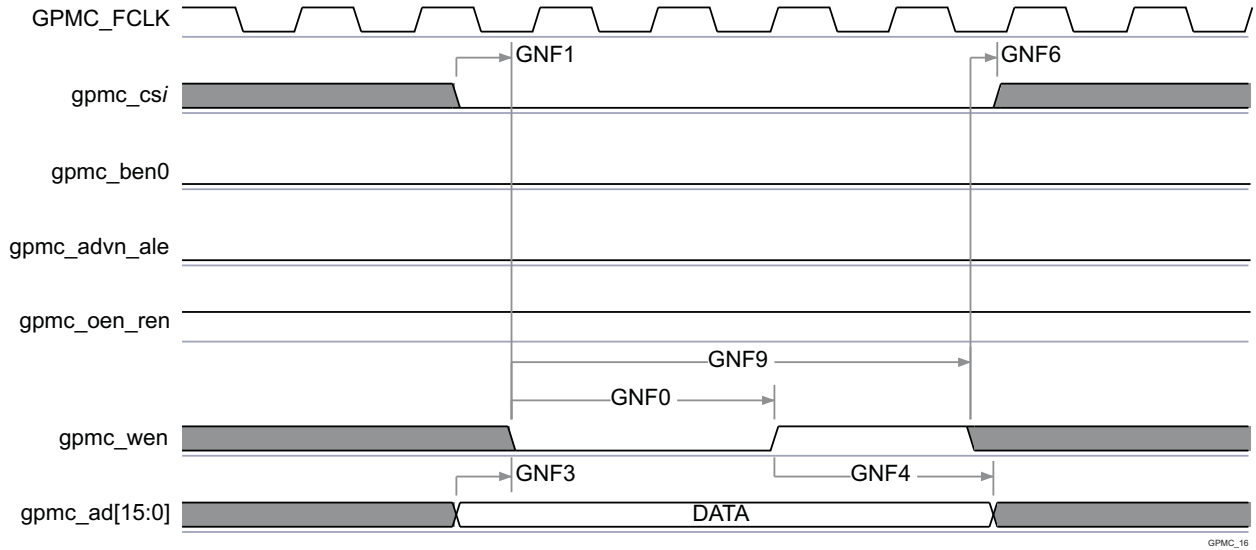 GPMC_FCLK
GNF1
GNF6
gpmc_csi
gpmc_ben0
gpmc_advn_ale
gpmc_oen_ren
GNF9
GNF0
gpmc_wen
GNF3
GNF4
gpmc_ad[15:0]
DATA
GPMC_16